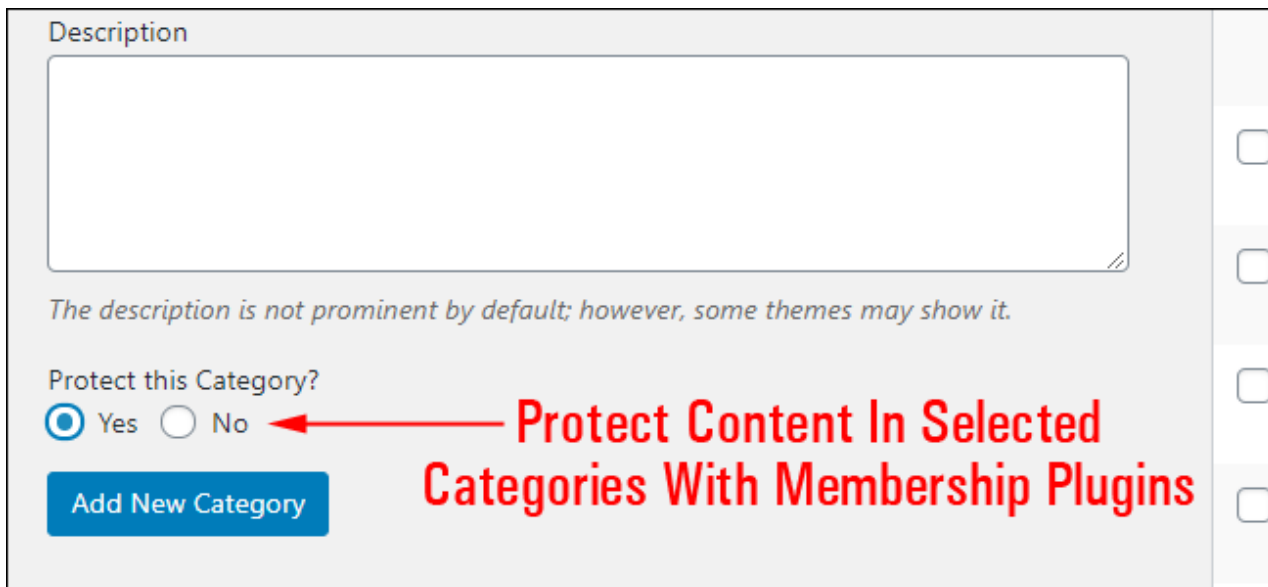 Description
The description is not prominent by default; however, some themes may show it.
Protect this Category?
Yes No
Protect Content In Selected
Categories With Membership Plugins
Add New Category